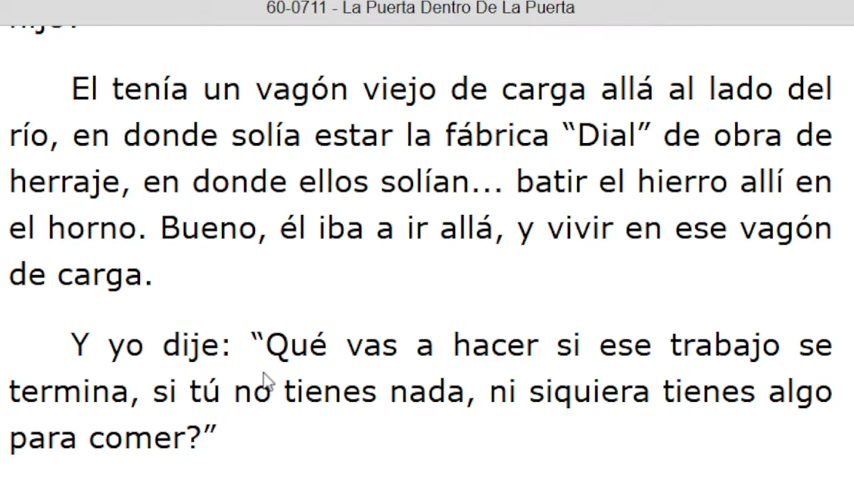 60-0711 - La Puerta Dentro De La Puerta
El tenía un vagón viejo de carga allá al lado del
río, en donde solía estar la fábrica “Dial” de obra de
herraje, en donde ellos solían... batir el hierro allí en
el horno. Bueno, él iba a ir allá, y vivir en ese vagón
de carga.
Y yo dije: “Qué vas a hacer si ese trabajo se
termina, si tú no tienes nada, ni siquiera tienes algo
para comer?”